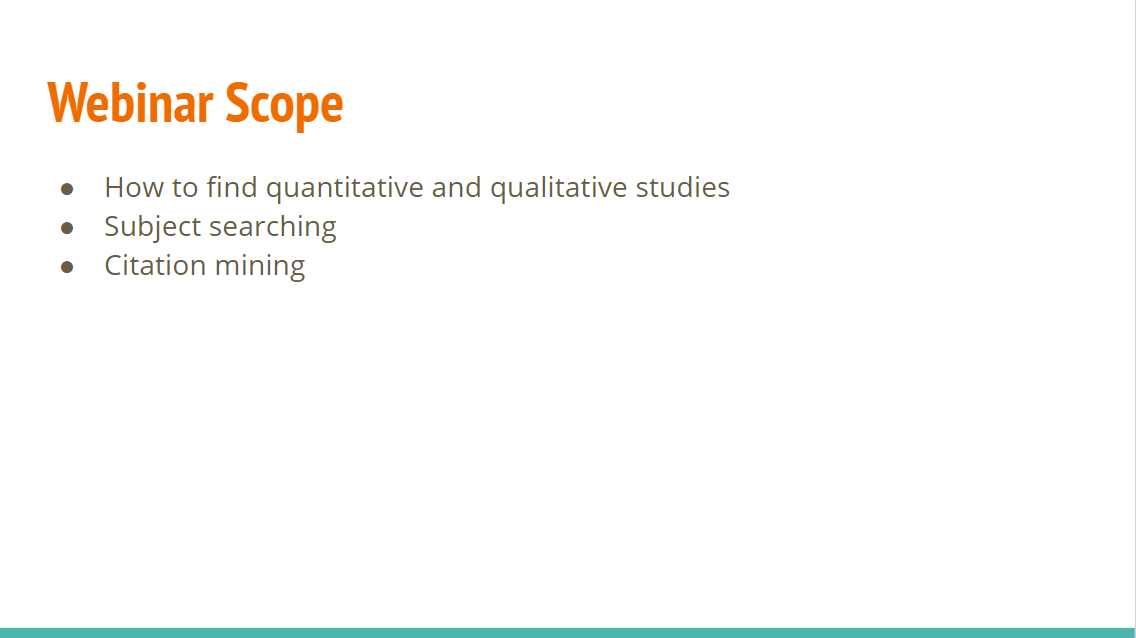 Webinar Scope
● How to find quantitative and qualitative studies
● Subject searching
● Citation mining